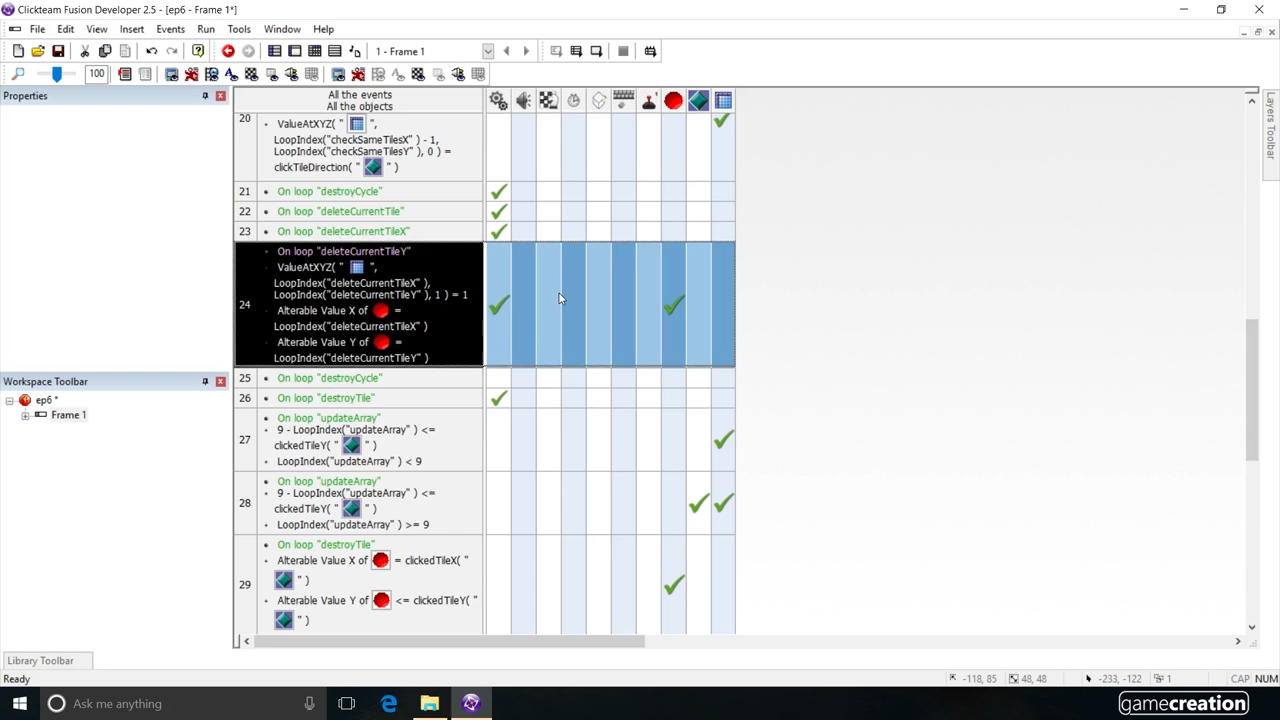 Clickteam Fusion Developer 2.5 - [ep6 - Frame 1*]
File Edit View Insert Events Run Tools Window Help
1 - Frame 1
100
Properties
All the events
All the objects
Layers Toolbar
20
ValueAtXYZ( " ",
LoopIndex("checkSameTilesX" ) - 1,
LoopIndex("checkSameTilesY" ), 0 ) =
clickTileDirection( " " )
21 • On loop "destroyCycle"
22 • On loop "deleteCurrentTile"
23 • On loop "deleteCurrentTileX"
24
• On loop "deleteCurrentTileY"
ValueAtXYZ( " ",
LoopIndex("deleteCurrentTileX" ),
LoopIndex("deleteCurrentTileY" ), 1 ) = 1
Alterable Value X of =
LoopIndex("deleteCurrentTileX" )
Alterable Value Y of =
LoopIndex("deleteCurrentTileY" )
25 • On loop "destroyCycle"
26 • On loop "destroyTile"
27
• On loop "updateArray"
9 - LoopIndex("updateArray" ) <=
clickedTileY( " " )
LoopIndex("updateArray" ) < 9
28
• On loop "updateArray"
9 - LoopIndex("updateArray" ) <=
clickedTileY( " " )
LoopIndex("updateArray" ) >= 9
29
• On loop "destroyTile"
Alterable Value X of = clickedTileX( "
" )
Alterable Value Y of <= clickedTileY( "
" )
Workspace Toolbar
ep6 *
Frame 1
Library Toolbar
Ready
-118, 85
48, 48
-233, -122
1
CAP NUM
Ask me anything
gamecreation